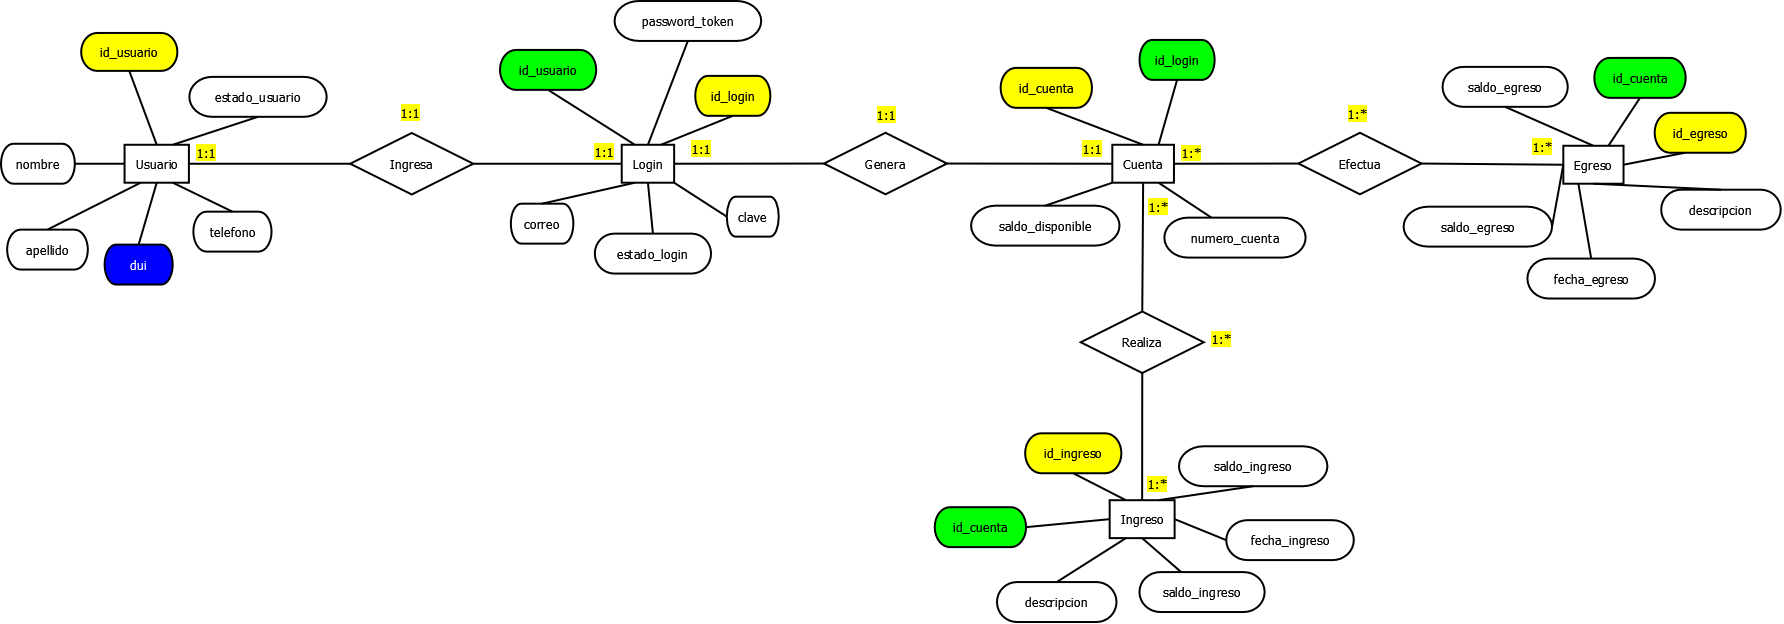 password_token
id_usuario
id_usuario
id_login
id_cuenta
saldo_egreso
id_cuenta
estado_usuario
id_login
id_cuenta
1:1
1:1
1:*
id_egreso
nombre
Usuario
1:1
Ingresa
1:1
Login
1:1
Genera
1:1
Cuenta
1:*
Efectua
1:*
Egreso
apellido
dui
telefono
correo
estado_login
clave
saldo_disponible
1:*
numero_cuenta
saldo_egreso
descripcion
fecha_egreso
Realiza
1:*
id_ingreso
saldo_ingreso
1:*
id_cuenta
Ingreso
fecha_ingreso
descripcion
saldo_ingreso